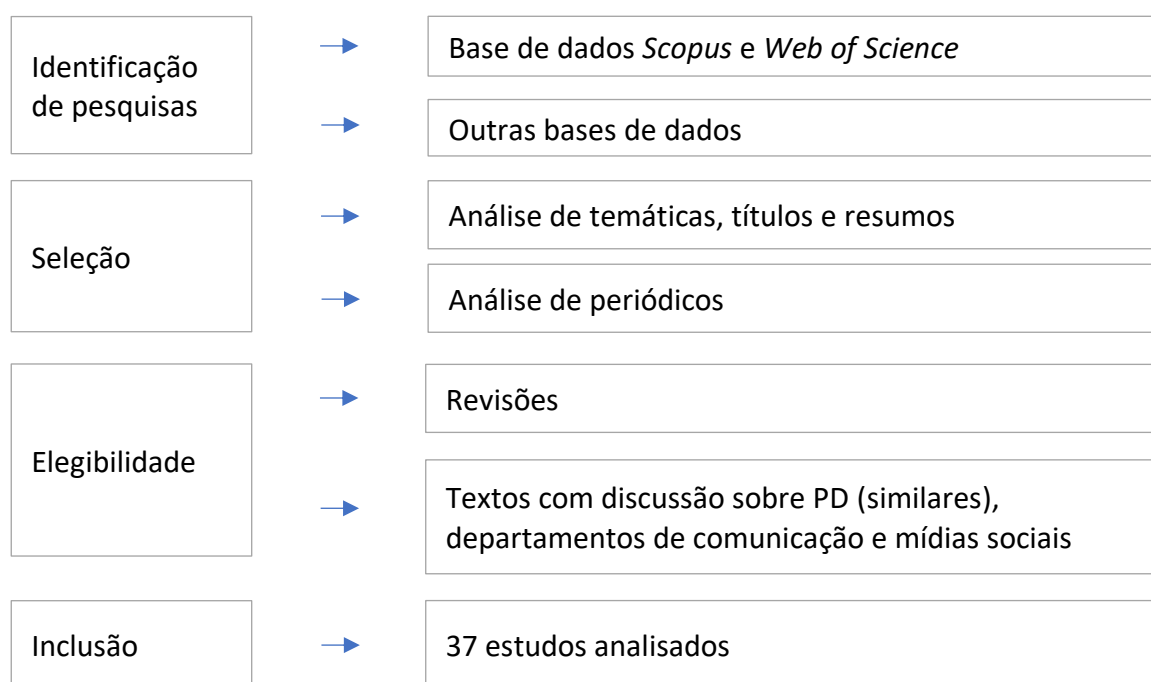 Identificação
de pesquisas
Base de dados Scopus e Web of Science
Outras bases de dados
Seleção
Análise de temáticas, títulos e resumos
Análise de periódicos
Elegibilidade
Revisões
Textos com discussão sobre PD (similares),
departamentos de comunicação e mídias sociais
Inclusão
37 estudos analisados